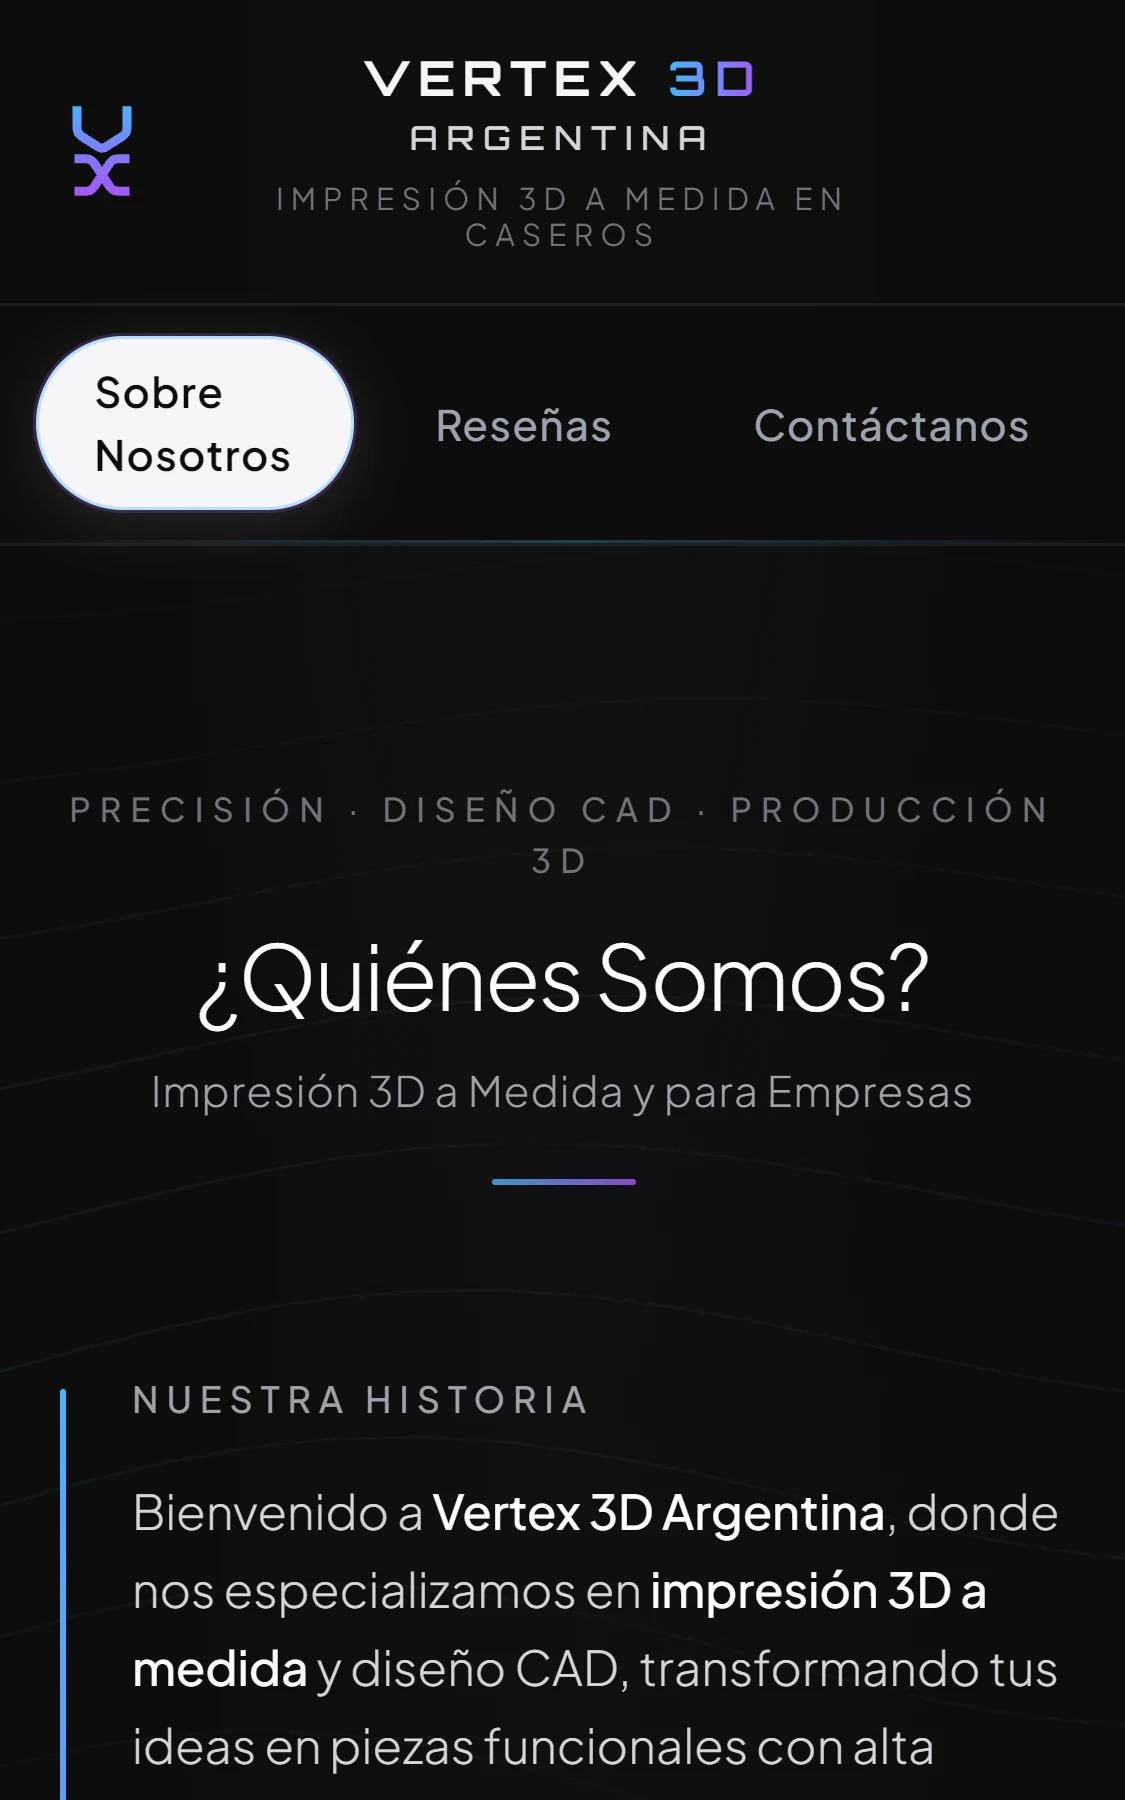 VERTEX 3D
ARGENTINA
IMPRESIÓN 3D A MEDIDA EN
CASEROS
Sobre
Nosotros
Reseñas
Contáctanos
PRECISIÓN · DISEÑO CAD · PRODUCCIÓN
3D
¿Quiénes Somos?
Impresión 3D a Medida y para Empresas
NUESTRA HISTORIA
Bienvenido a Vertex 3D Argentina, donde
nos especializamos en impresión 3D a
medida y diseño CAD, transformando tus
ideas en piezas funcionales con alta